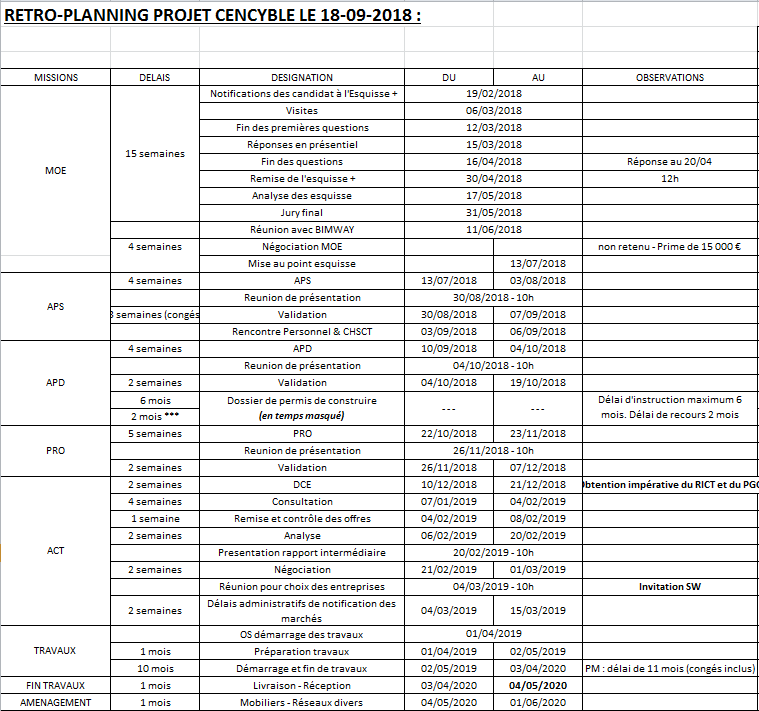 RETRO-PLANNING PROJET CENCYBLE LE 18-09-2018 :
MISSIONS DELAIS DESIGNATION DU AU OBSERVATIONS
MOE
15 semaines
Notifications des candidat à l'Esquisse + 19/02/2018
Visites 06/03/2018
Fin des premières questions 12/03/2018
Réponses en présentiel 15/03/2018
Fin des questions 16/04/2018 Réponse au 20/04
Remise de l'esquisse + 30/04/2018 12h
Analyse des esquisse 17/05/2018
Jury final 31/05/2018
Réunion avec BIMWAY 11/06/2018
4 semaines Négociation MOE non retenu - Prime de 15 000 €
Mise au point esquisse 13/07/2018
APS
4 semaines APS 13/07/2018 03/08/2018
Reunion de présentation 30/08/2018 - 10h
3 semaines (congés Validation 30/08/2018 07/09/2018
Rencontre Personnel & CHSCT 03/09/2018 06/09/2018
APD
4 semaines APD 10/09/2018 04/10/2018
Reunion de présentation 04/10/2018 - 10h
2 semaines Validation 04/10/2018 19/10/2018
6 mois Dossier de permis de construire --- --- Délai d'instruction maximum 6
2 mois *** (en temps masqué) mois. Délai de recours 2 mois
PRO
5 semaines PRO 22/10/2018 23/11/2018
Reunion de présentation 26/11/2018 - 10h
2 semaines Validation 26/11/2018 07/12/2018
ACT
2 semaines DCE 10/12/2018 21/12/2018 Obtention impérative du RICT et du PGC
4 semaines Consultation 07/01/2019 04/02/2019
1 semaine Remise et contrôle des offres 04/02/2019 08/02/2019
2 semaines Analyse 06/02/2019 20/02/2019
Presentation rapport intermédiaire 20/02/2019 - 10h
2 semaines Négociation 21/02/2019 01/03/2019
Réunion pour choix des entreprises 04/03/2019 - 10h Invitation SW
2 semaines Délais administratifs de notification des 04/03/2019 15/03/2019
marchés
TRAVAUX
OS démarrage des travaux 01/04/2019
1 mois Préparation travaux 01/04/2019 02/05/2019
10 mois Démarrage et fin de travaux 02/05/2019 03/04/2020 PM : délai de 11 mois (congés inclus)
FIN TRAVAUX 1 mois Livraison - Réception 03/04/2020 04/05/2020
AMENAGEMENT 1 mois Mobiliers - Réseaux divers 04/05/2020 01/06/2020